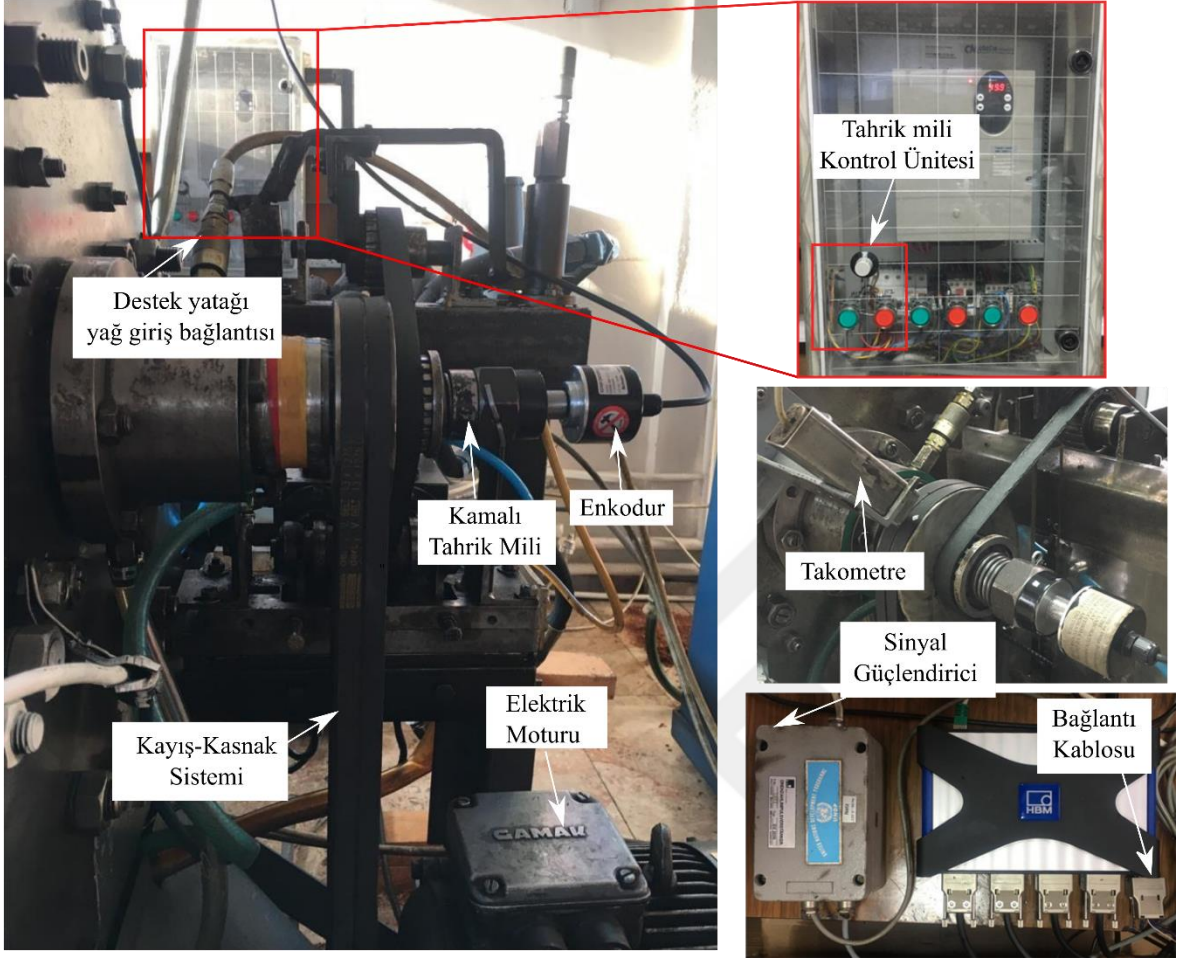 Destek yatağı
yağ giriş bağlantısı
Kamalı
Tahrik Mili
Enkodur
Kayış-Kasnak
Sistemi
Elektrik
Moturu
GAMAK
Tahrik mili
Kontrol Ünitesi
Takometre
Sinyal
Güçlendirici
Bağlantı
Kablosu
HBM